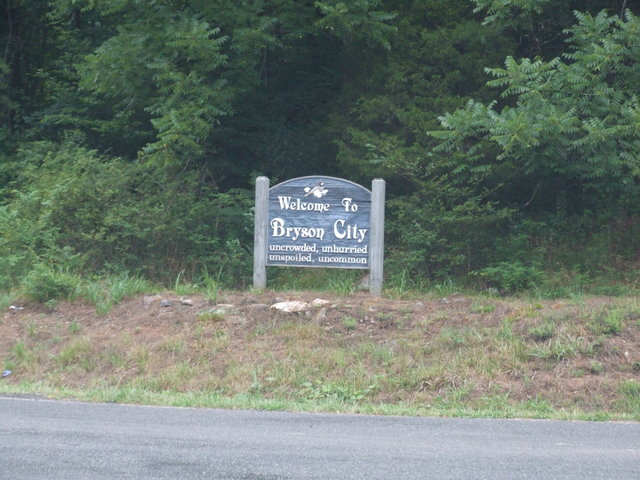 Welcome To
Bryson City
uncrowded, unhurried
unspoiled, uncommon